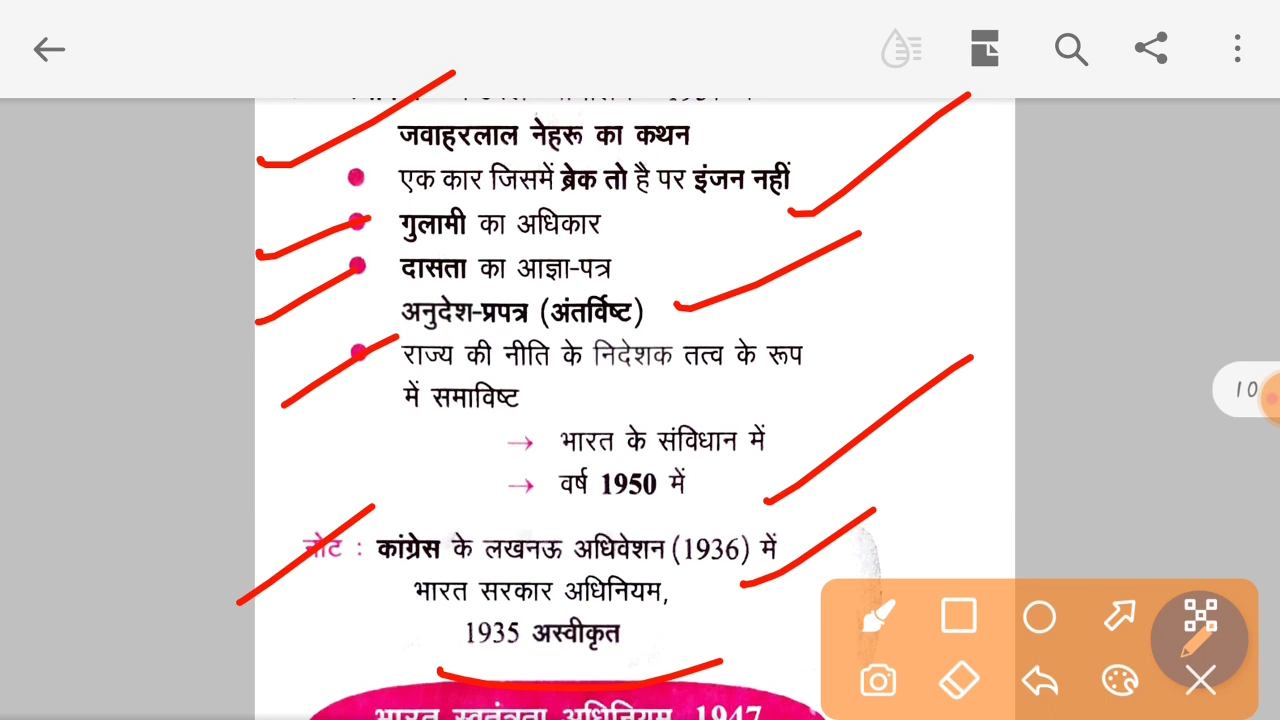 जवाहरलाल नेहरू का कथन
एक कार जिसमें ब्रेक तो है पर इंजन नहीं
गुलामी का अधिकार
दासता का आज्ञा-पत्र
अनुदेश-प्रपत्र (अंतर्विष्ट)
राज्य की नीति के निदेशक तत्व के रूप
में समाविष्ट
→ भारत के संविधान में
→ वर्ष 1950 में
10
नोट : कांग्रेस के लखनऊ अधिवेशन (1936) में
भारत सरकार अधिनियम,
1935 अस्वीकृत
भारत स्वतंत्रता अधिनियम, 1947